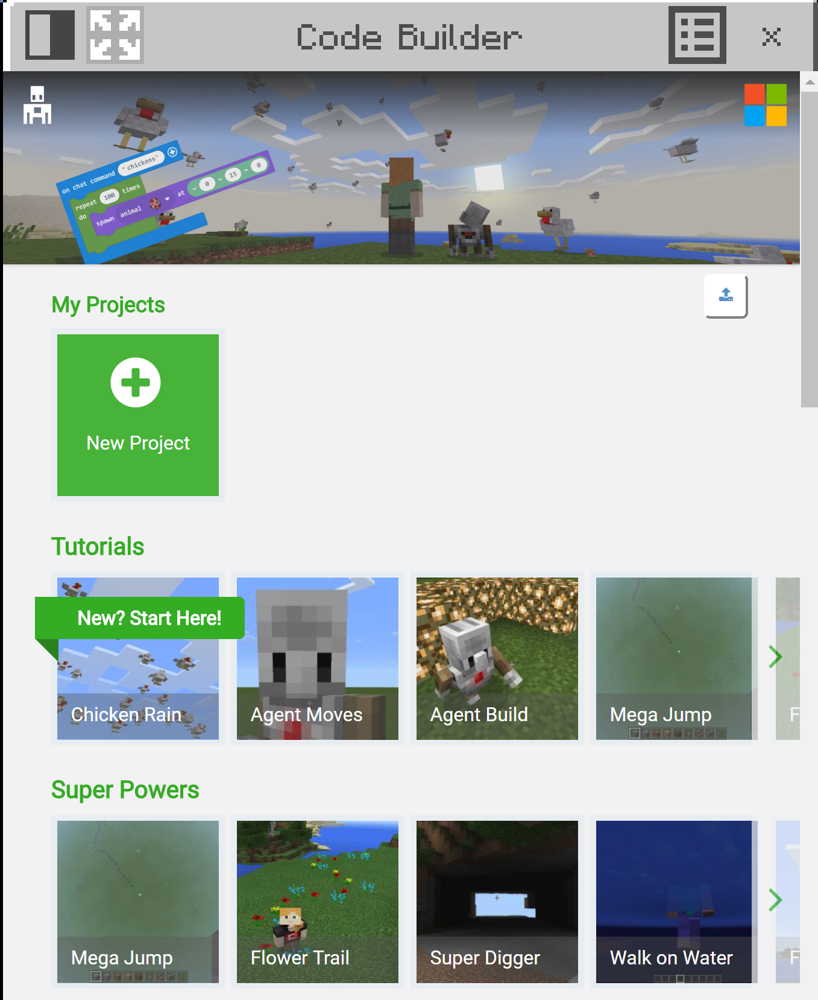 Code Builder
on chat command "chickens"
repeat 100 times
do
spawn animal at ~ 0 ~ 15 ~ 0
My Projects
New Project
Tutorials
New? Start Here!
Chicken Rain
Agent Moves
Agent Build
Mega Jump
F
Super Powers
Mega Jump
Flower Trail
Super Digger
Walk on Water
F